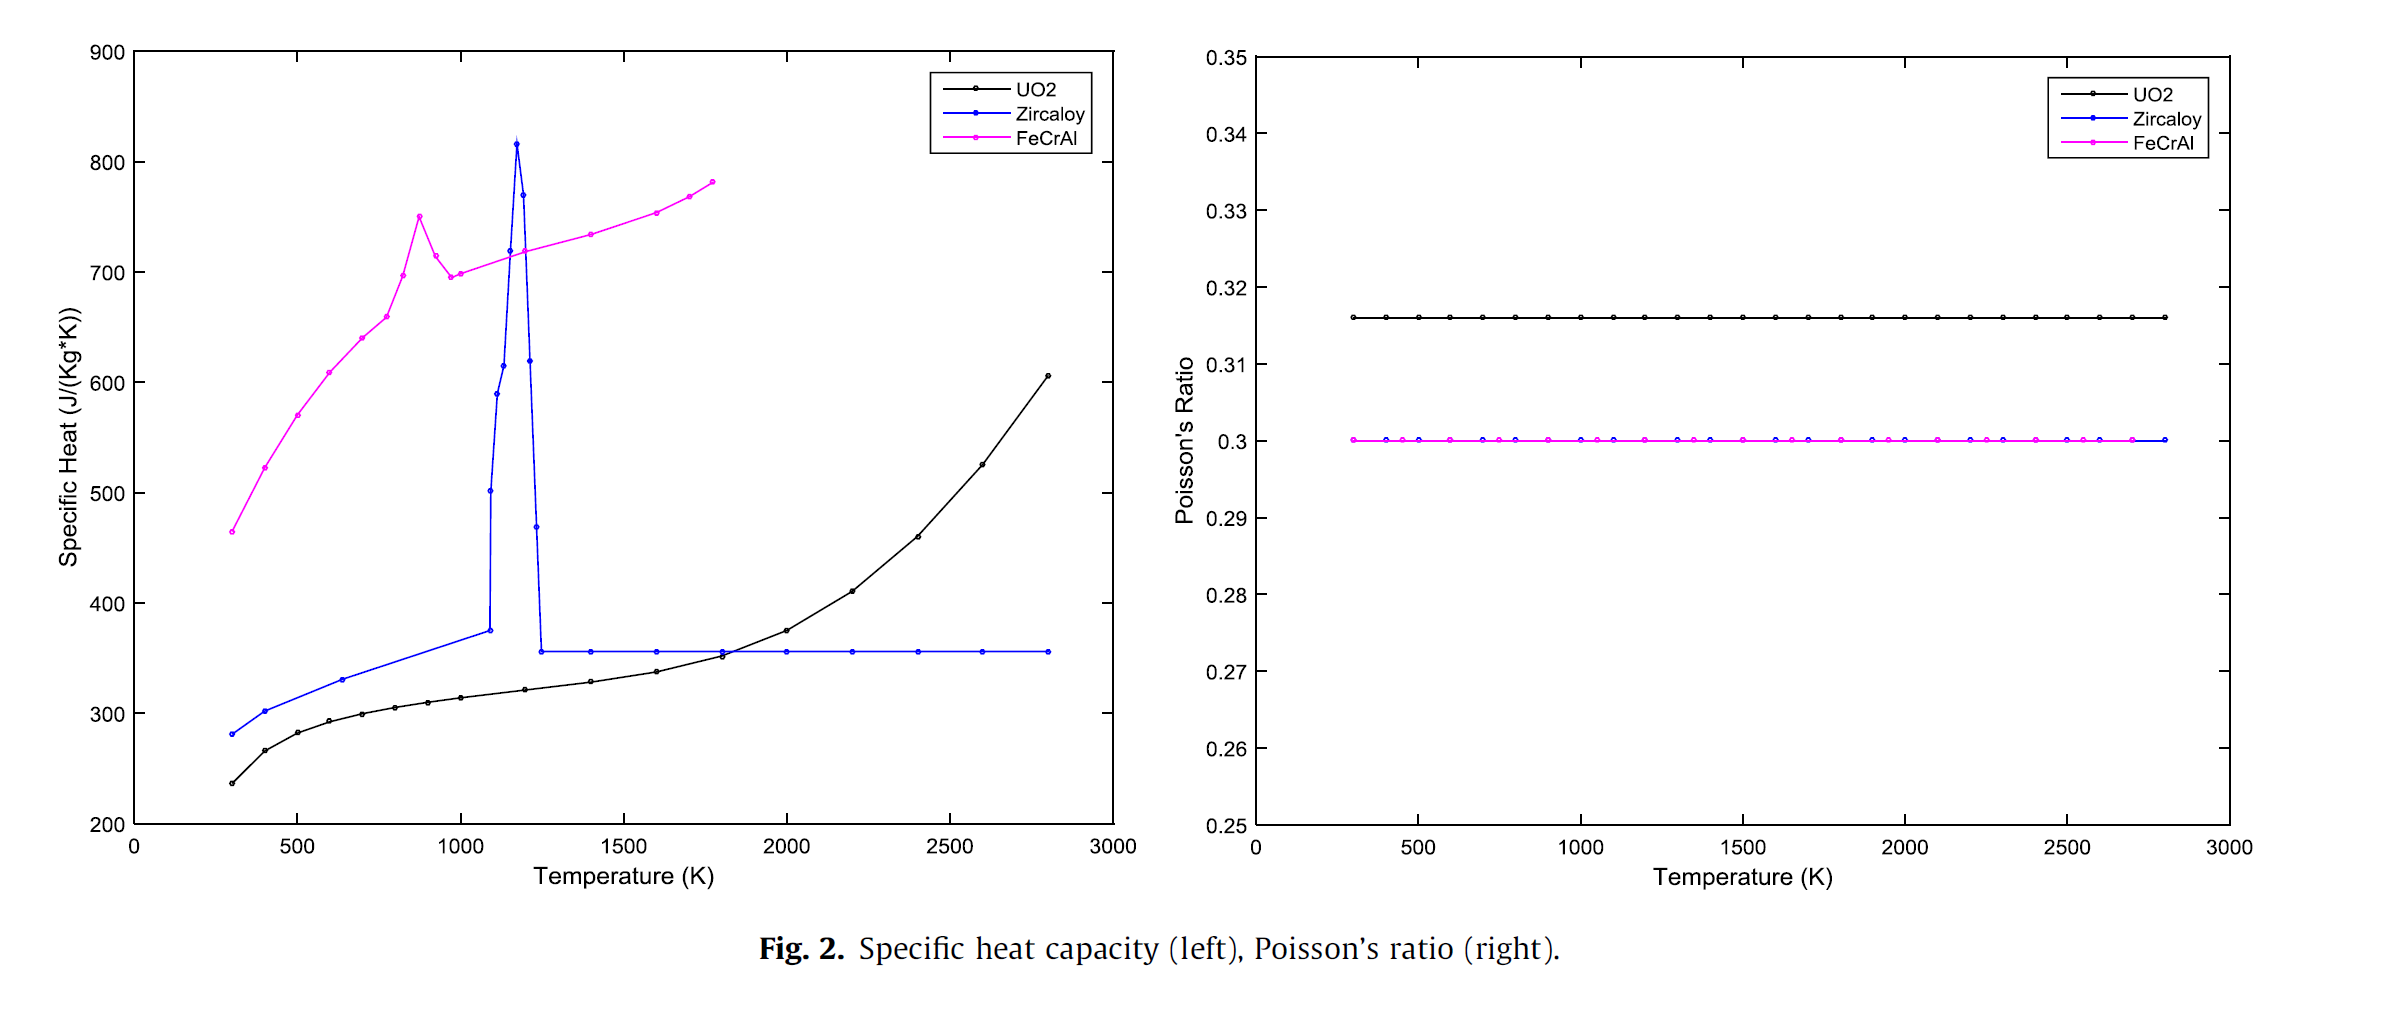 900
800
700
600
500
400
300
200
0 500 1000 1500 2000 2500 3000
Specific Heat (J/(Kg*K))
Temperature (K)
UO2
Zircaloy
FeCrAl
0.35
0.34
0.33
0.32
0.31
0.3
0.29
0.28
0.27
0.26
0.25
0 500 1000 1500 2000 2500 3000
Poisson's Ratio
Temperature (K)
UO2
Zircaloy
FeCrAl
Fig. 2. Specific heat capacity (left), Poisson’s ratio (right).